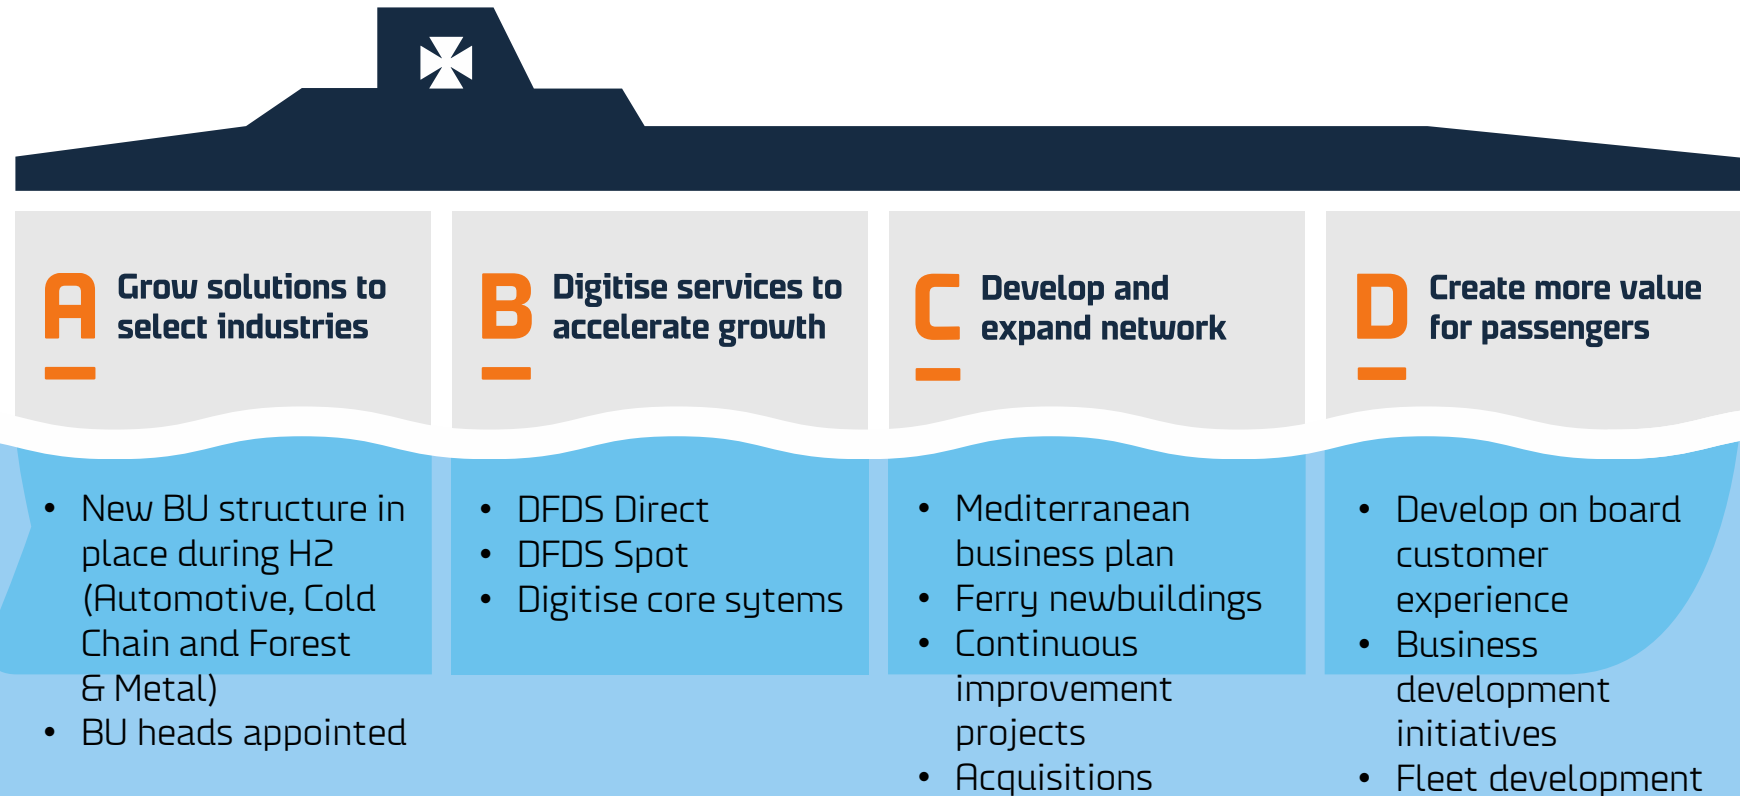 A
Grow solutions to
select industries
• New BU structure in
place during H2
(Automotive, Cold
Chain and Forest
& Metal)
• BU heads appointed
B
Digitise services to
accelerate growth
• DFDS Direct
• DFDS Spot
• Digitise core sytems
C
Develop and
expand network
• Mediterranean
business plan
• Ferry newbuildings
• Continuous
improvement
projects
• Acquisitions
D
Create more value
for passengers
• Develop on board
customer
experience
• Business
development
initiatives
• Fleet development